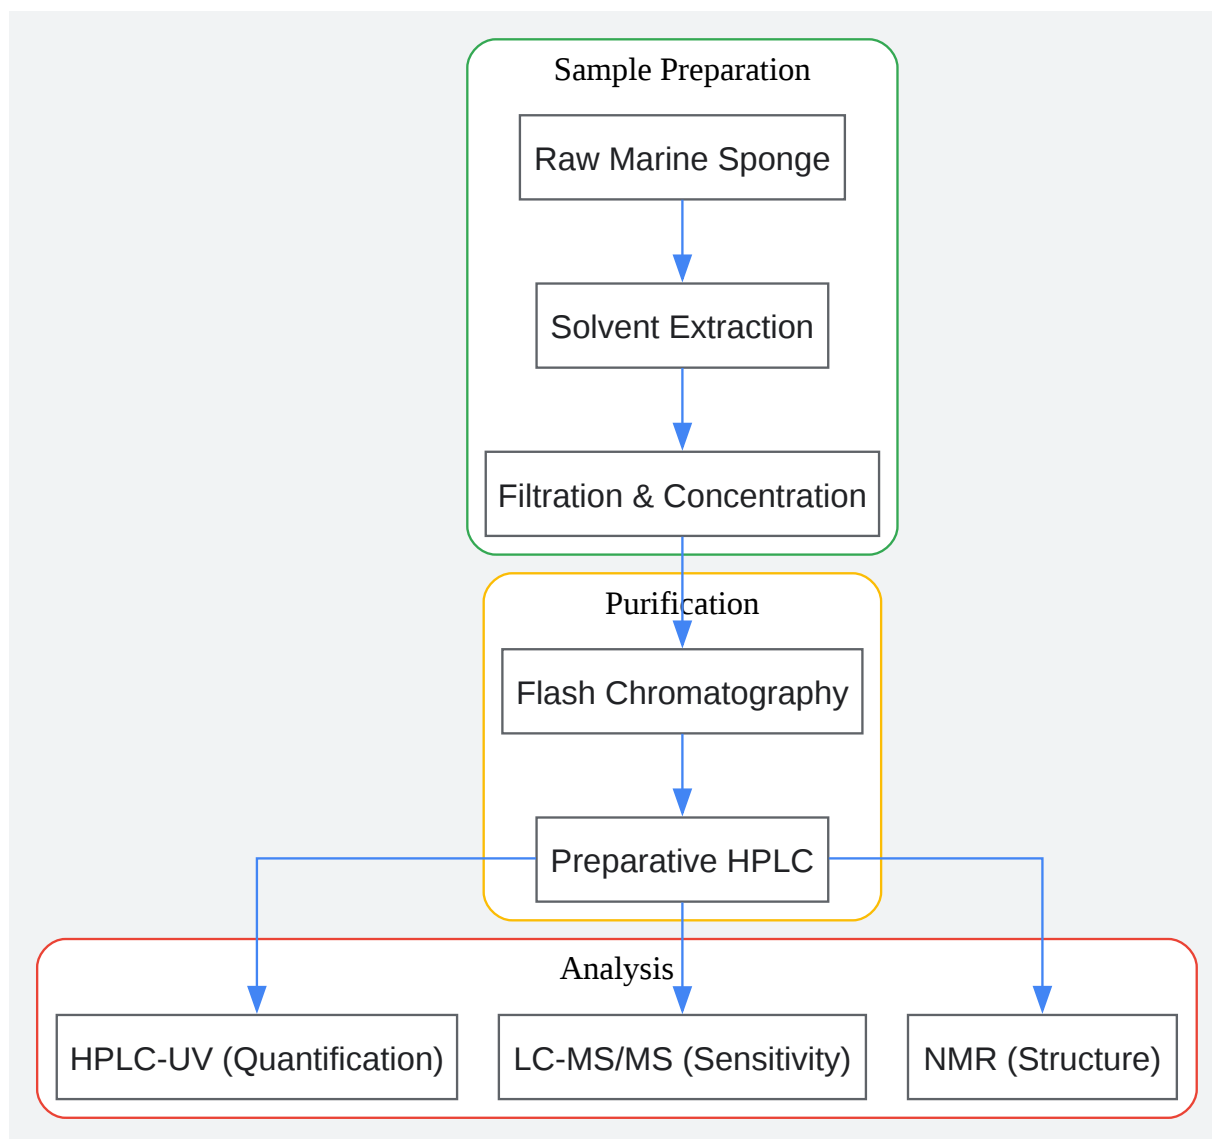 Sample Preparation
Raw Marine Sponge
Solvent Extraction
Filtration & Concentration
Purification
Flash Chromatography
Preparative HPLC
Analysis
HPLC-UV (Quantification)
LC-MS/MS (Sensitivity)
NMR (Structure)